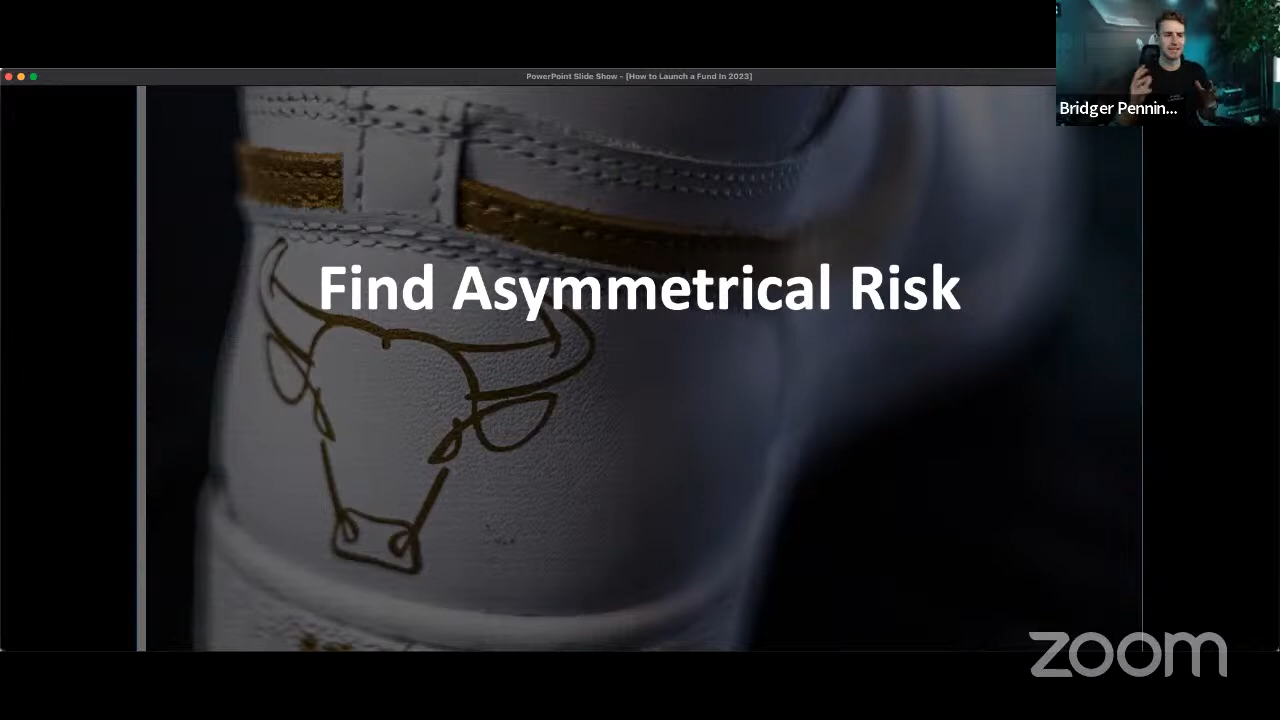 PowerPoint Slide Show - [How to Launch a Fund In 2023]
Bridger Pennin...
Find Asymmetrical Risk
zoom